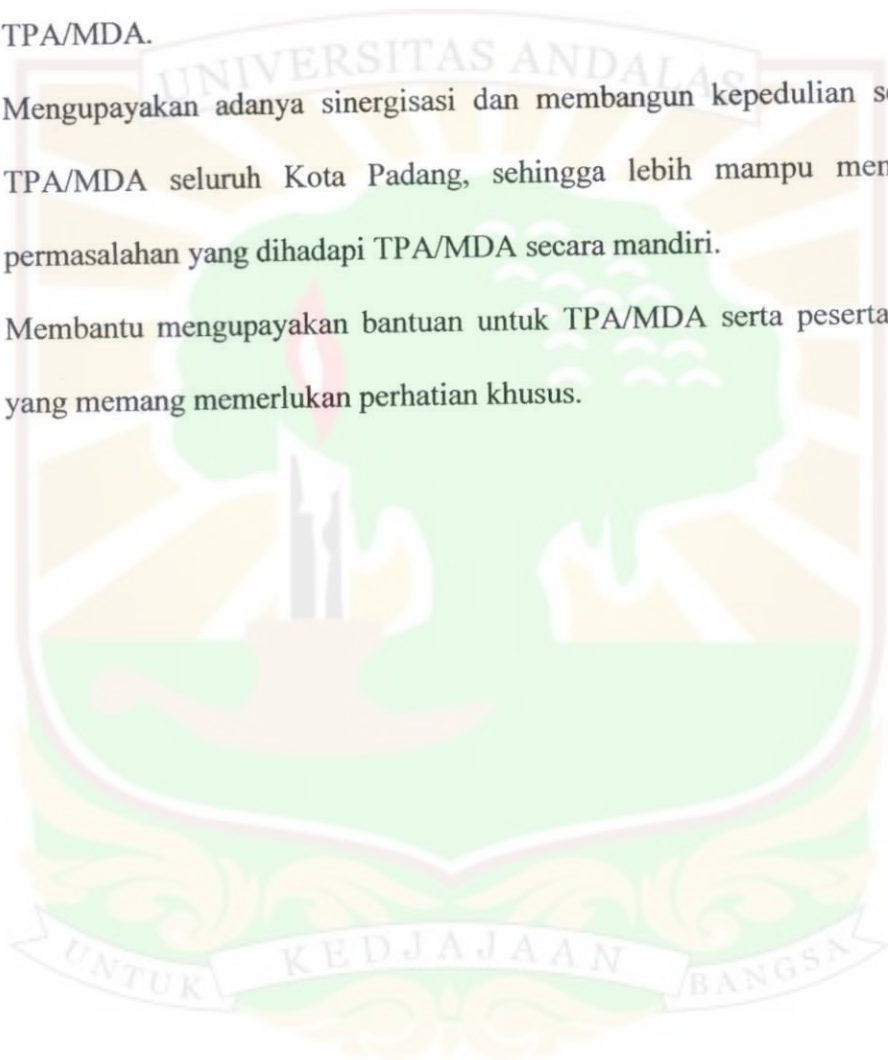 TPA/MDA.
UNIVERSITAS ANDALAS
Mengupayakan adanya sinergisasi dan membangun kepedulian
TPA/MDA seluruh Kota Padang, sehingga lebih mampu
permasalahan yang dihadapi TPA/MDA secara mandiri.
Membantu mengupayakan bantuan untuk TPA/MDA serta peserta
yang memang memerlukan perhatian khusus.
UNTUK KEDJAJAAN BANGSA